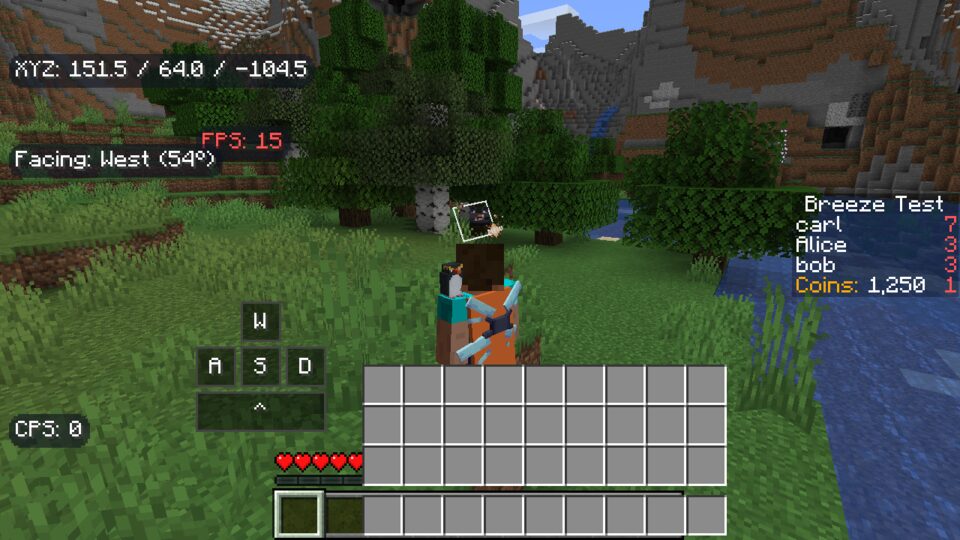 XYZ: 151.5 / 64.0 / -104.5
FPS: 15
Facing: West (54°)
Breeze Test
carl 7
Alice 3
bob 3
Coins: 1,250 1
W
A S D
^
CPS: 0